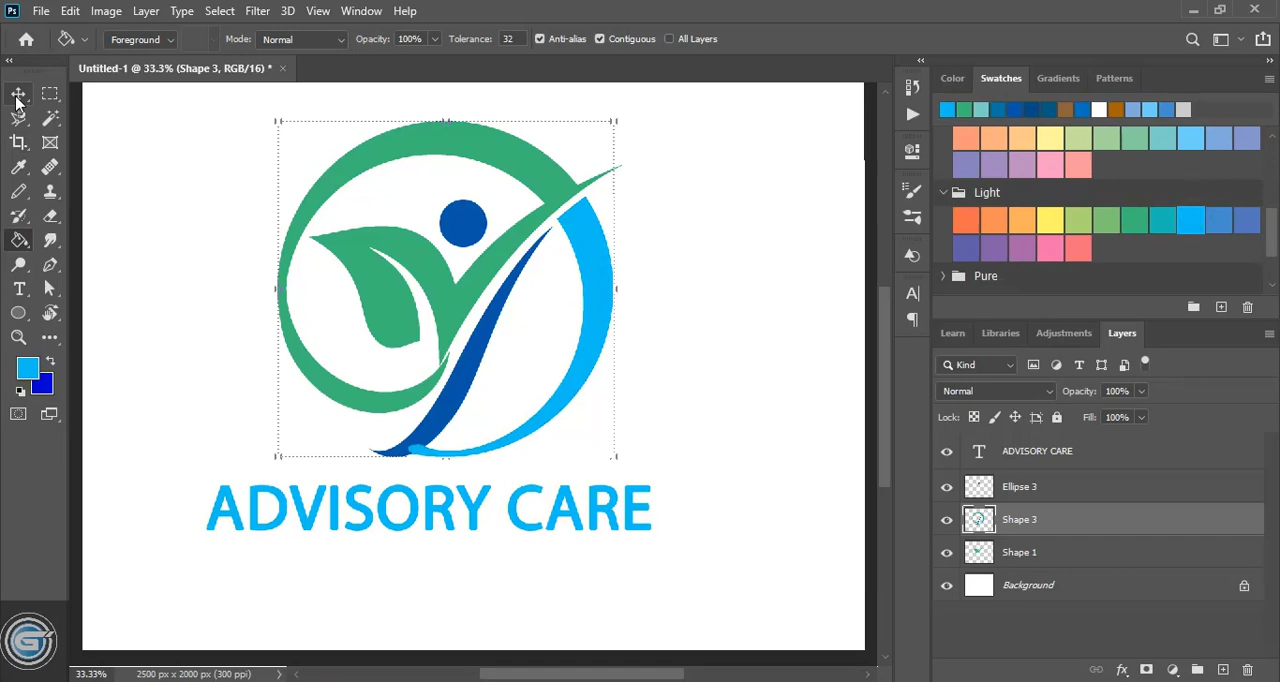 Ps File Edit Image Layer Type Select Filter 3D View Window Help
Foreground Mode: Normal Opacity: 100% Tolerance: 32 Anti-alias Contiguous All Layers
Untitled-1 @ 33.3% (Shape 3, RGB/16) *
Color Swatches Gradients Patterns
Light
Pure
Learn Libraries Adjustments Layers
Kind
Normal Opacity: 100%
Lock: Fill: 100%
ADVISORY CARE
Ellipse 3
Shape 3
Shape 1
Background
ADVISORY CARE
33.33% 2500 px x 2000 px (300 ppi)